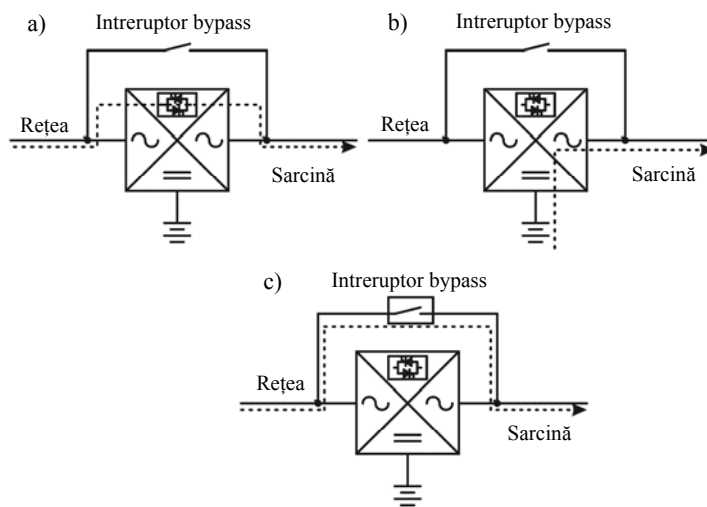 a)
Intreruptor bypass
Rețea
Sarcină
b)
Intreruptor bypass
Rețea
Sarcină
c)
Intreruptor bypass
Rețea
Sarcină